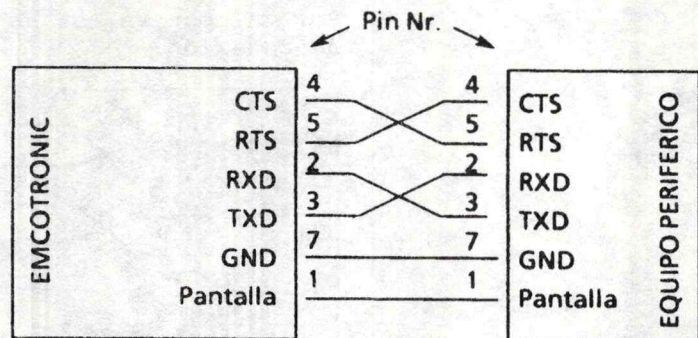 Pin Nr.
EMCOTRONIC
CTS 4 4 CTS
RTS 5 5 RTS
RXD 2 2 RXD
TXD 3 3 TXD
GND 7 7 GND
Pantalla 1 1 Pantalla
EQUIPO PERIFERICO